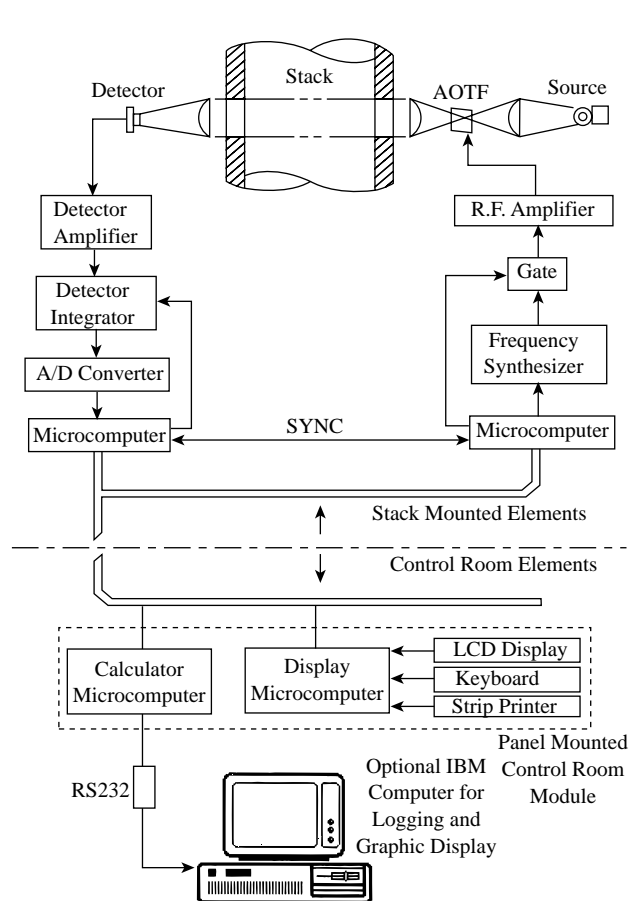 Stack
AOTF
Source
Detector
Detector
Amplifier
R.F. Amplifier
Gate
Detector
Integrator
Frequency
Synthesizer
A/D Converter
Microcomputer
SYNC
Microcomputer
Stack Mounted Elements
Control Room Elements
Calculator
Microcomputer
Display
Microcomputer
LCD Display
Keyboard
Strip Printer
Panel Mounted
Control Room
Module
RS232
Optional IBM
Computer for
Logging and
Graphic Display